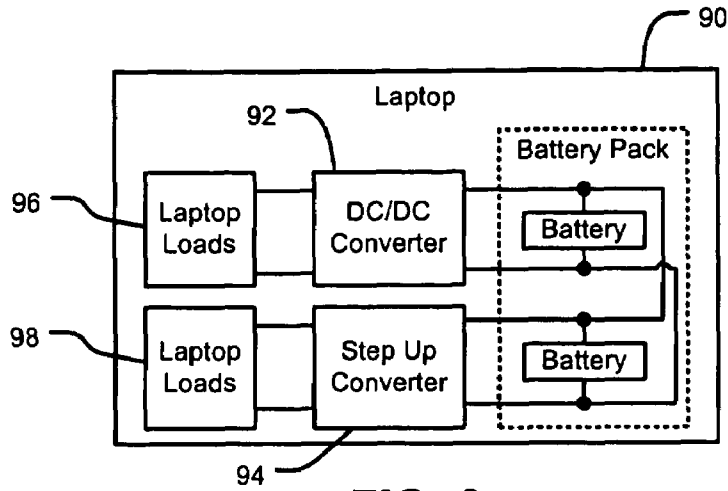 90
Laptop
92
Battery Pack
96
Laptop
Loads
DC/DC
Converter
Battery
98
Laptop
Loads
Step Up
Converter
Battery
94